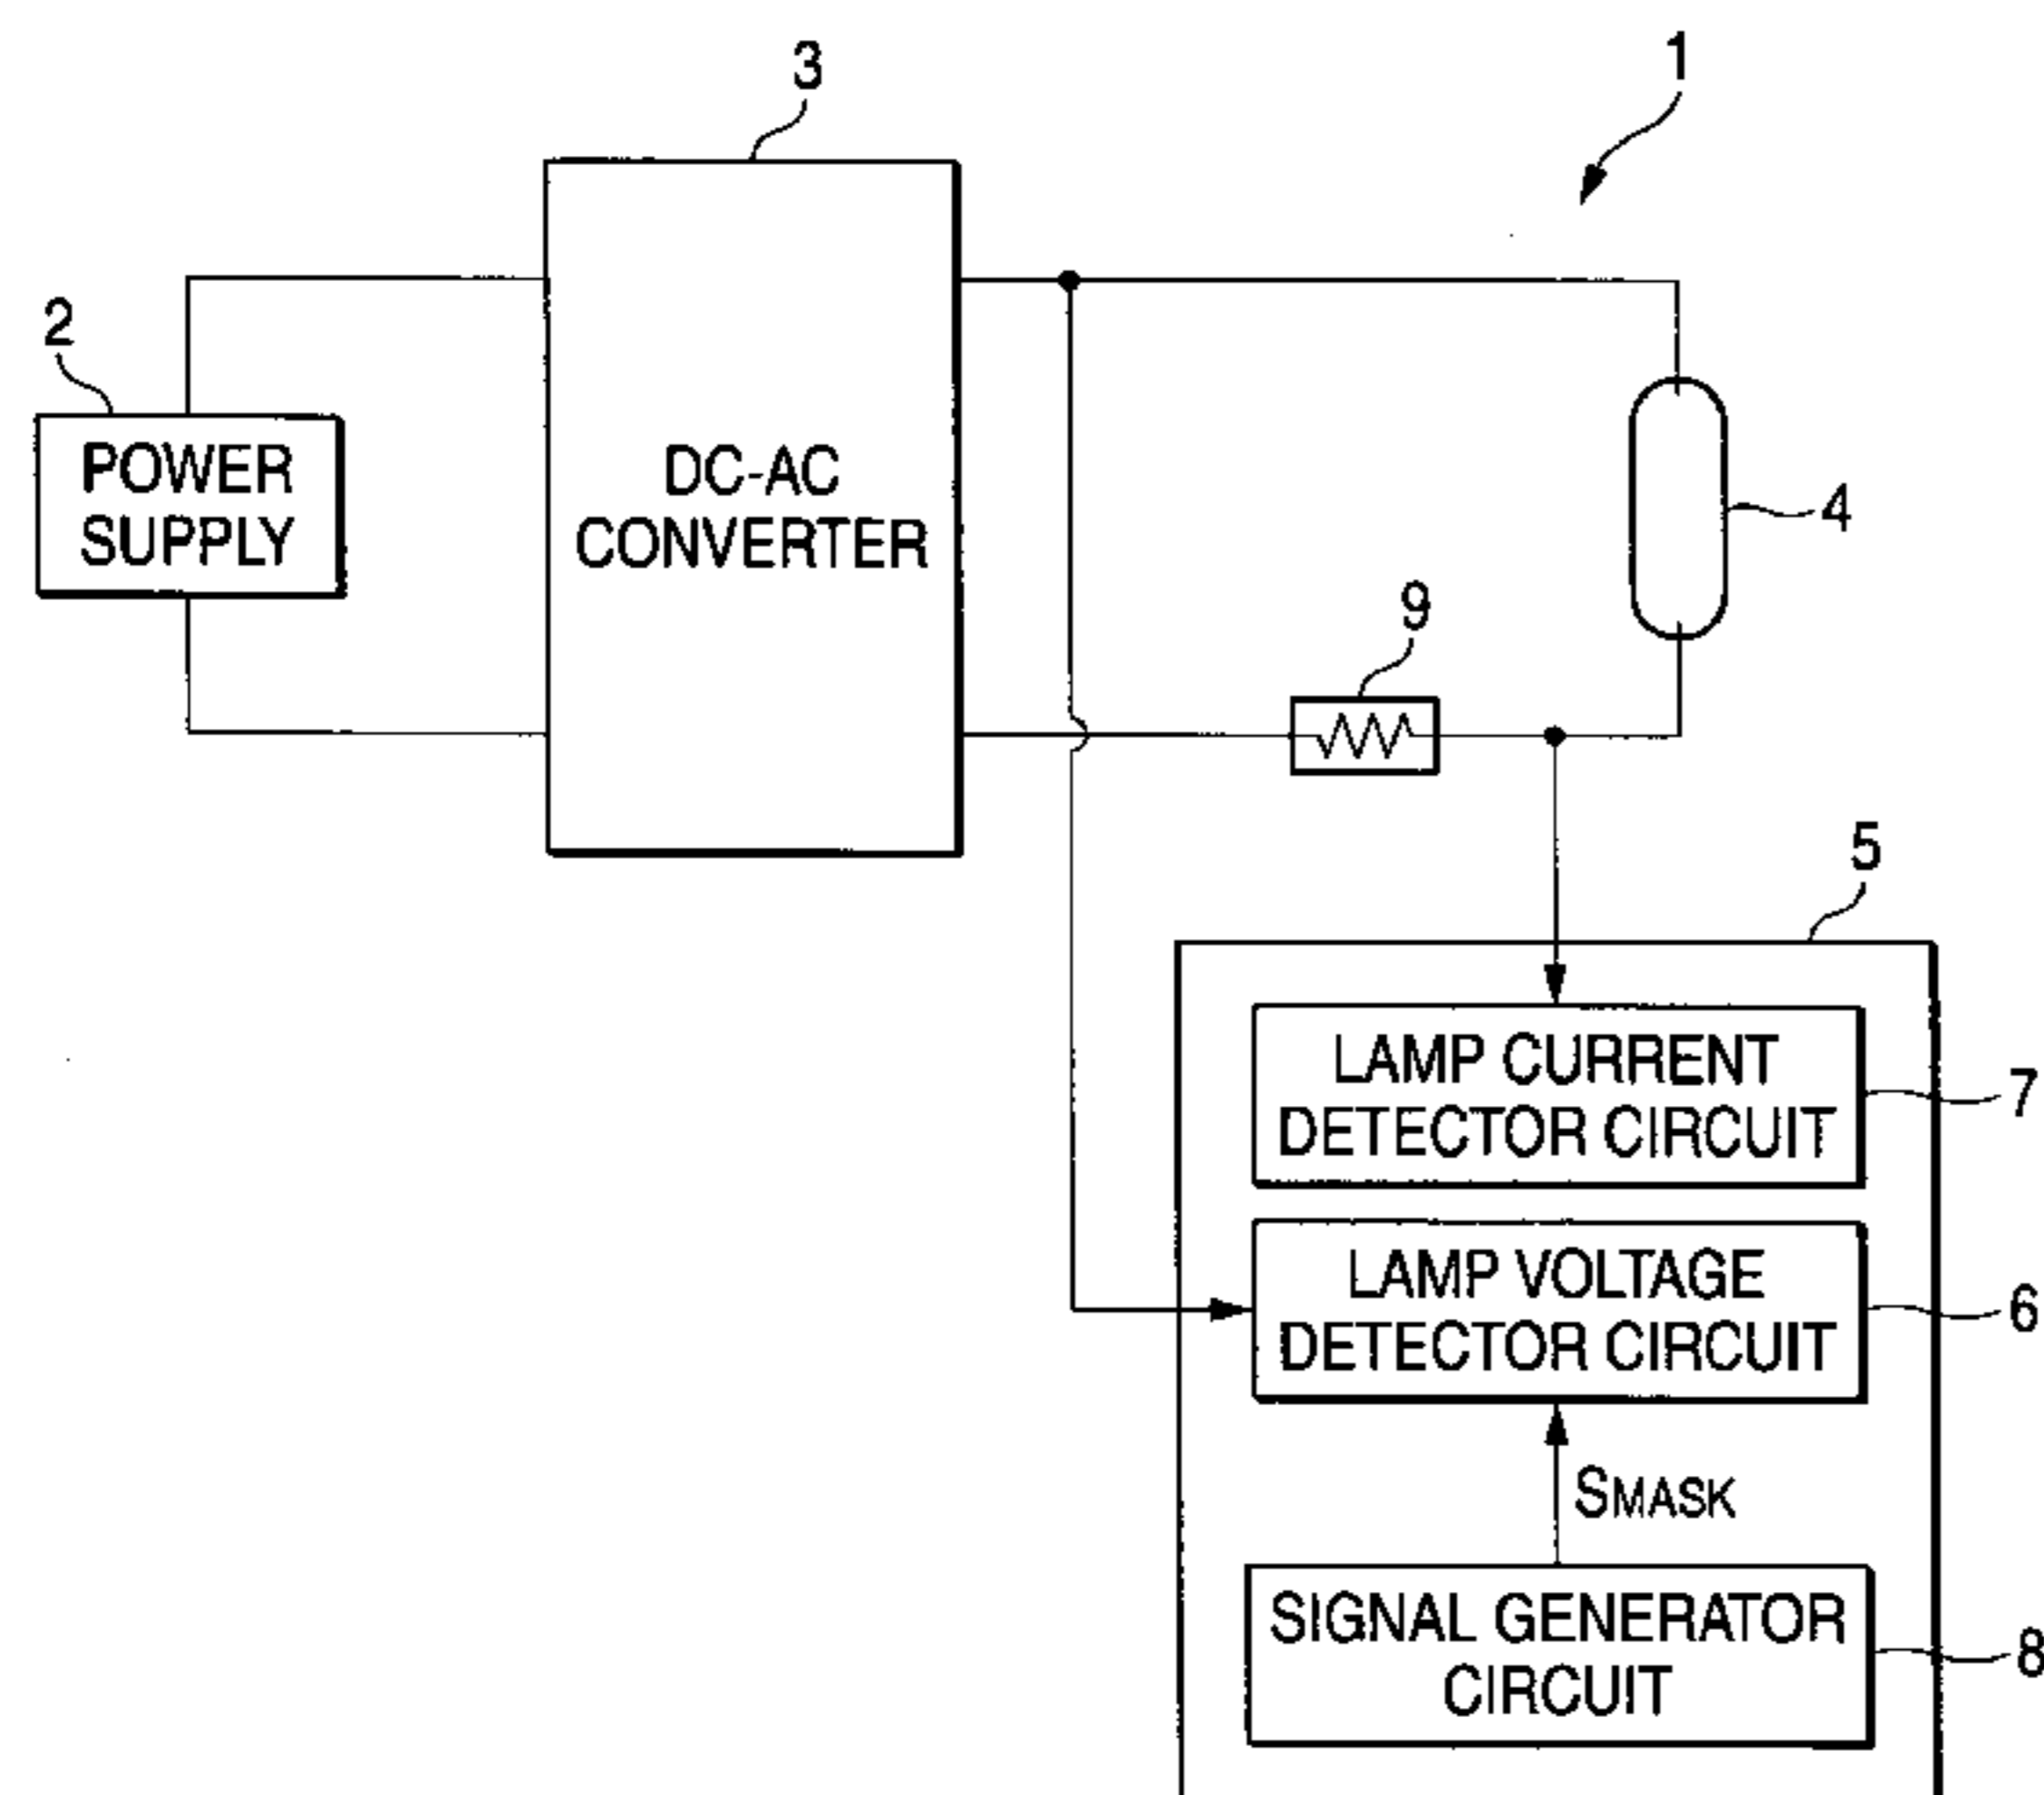 1
3
2
POWER
SUPPLY
DC-AC
CONVERTER
4
9
5
LAMP CURRENT
DETECTOR CIRCUIT
7
LAMP VOLTAGE
DETECTOR CIRCUIT
6
SMASK
SIGNAL GENERATOR
CIRCUIT
8